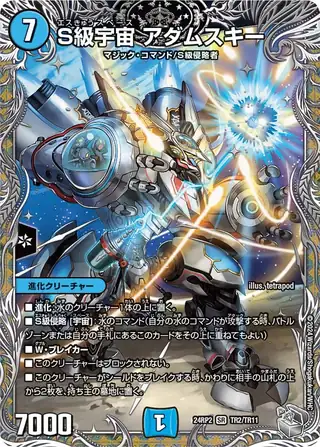 7
エスきゅうスペース
S級宇宙 アダムスキー
マジック・コマンド/S級侵略者
illus. tetrapod
進化クリーチャー
■進化:水のクリーチャー1体の上に置く。
■S級侵略[宇宙]:水のコマンド(自分の水のコマンドが攻撃する時、バトルゾーンまたは自分の手札にあるこのカードをその上に重ねてもよい)
■W・ブレイカー
■このクリーチャーはブロックされない。
■このクリーチャーがシールドをブレイクする時、かわりに相手の山札の上から2枚を、持ち主の墓地に置く。
7000
1
24RP2 SR TR2/TR11